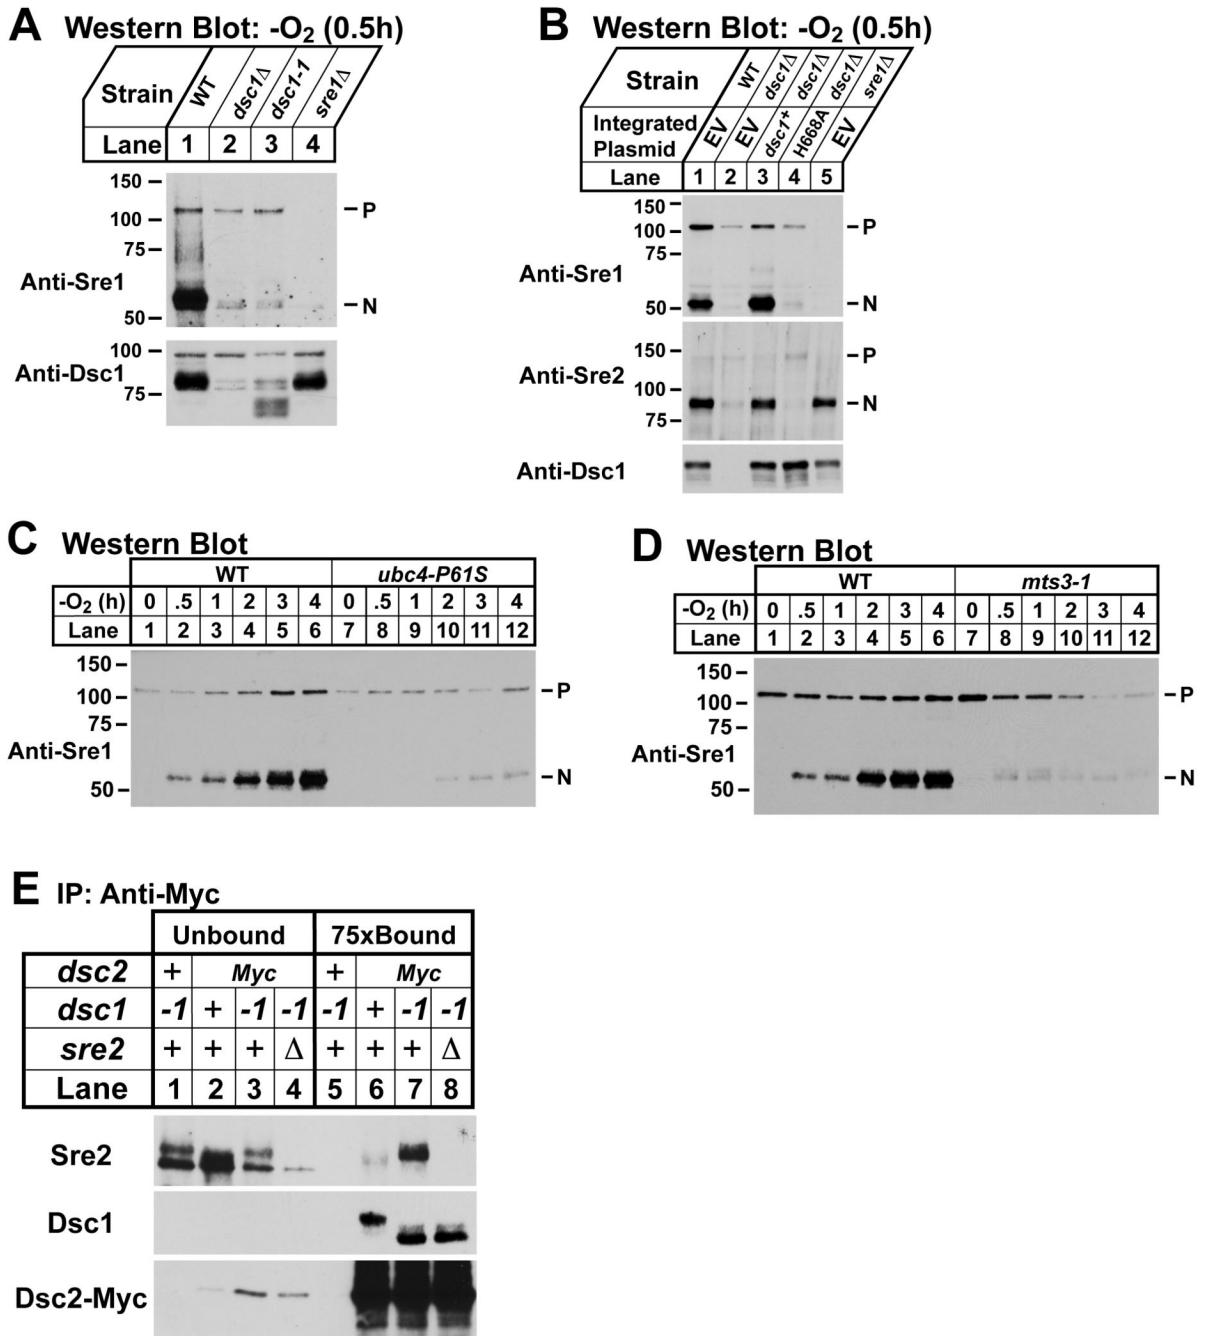 A Western Blot: -O₂ (0.5h)
Strain WT dsc1Δ dsc1-1 sre1Δ
Lane 1 2 3 4
150
100
75
50
Anti-Sre1
P
N
100
75
Anti-Dsc1
B Western Blot: -O₂ (0.5h)
Strain WT dsc1Δ dsc1Δ dsc1Δ sre1Δ
Integrated Plasmid EV EV dsc1⁺ H668A EV
Lane 1 2 3 4 5
150
100
75
50
Anti-Sre1
P
N
150
100
75
Anti-Sre2
P
N
Anti-Dsc1
C Western Blot
WT ubc4-P61S
-O₂ (h) 0 .5 1 2 3 4 0 .5 1 2 3 4
Lane 1 2 3 4 5 6 7 8 9 10 11 12
150
100
75
50
Anti-Sre1
P
N
D Western Blot
WT mts3-1
-O₂ (h) 0 .5 1 2 3 4 0 .5 1 2 3 4
Lane 1 2 3 4 5 6 7 8 9 10 11 12
150
100
75
50
Anti-Sre1
P
N
E IP: Anti-Myc
Unbound 75xBound
dsc2 + Myc + Myc
dsc1 -1 + -1 -1 -1 + -1 -1
sre2 + + + Δ + + + Δ
Lane 1 2 3 4 5 6 7 8
Sre2
Dsc1
Dsc2-Myc